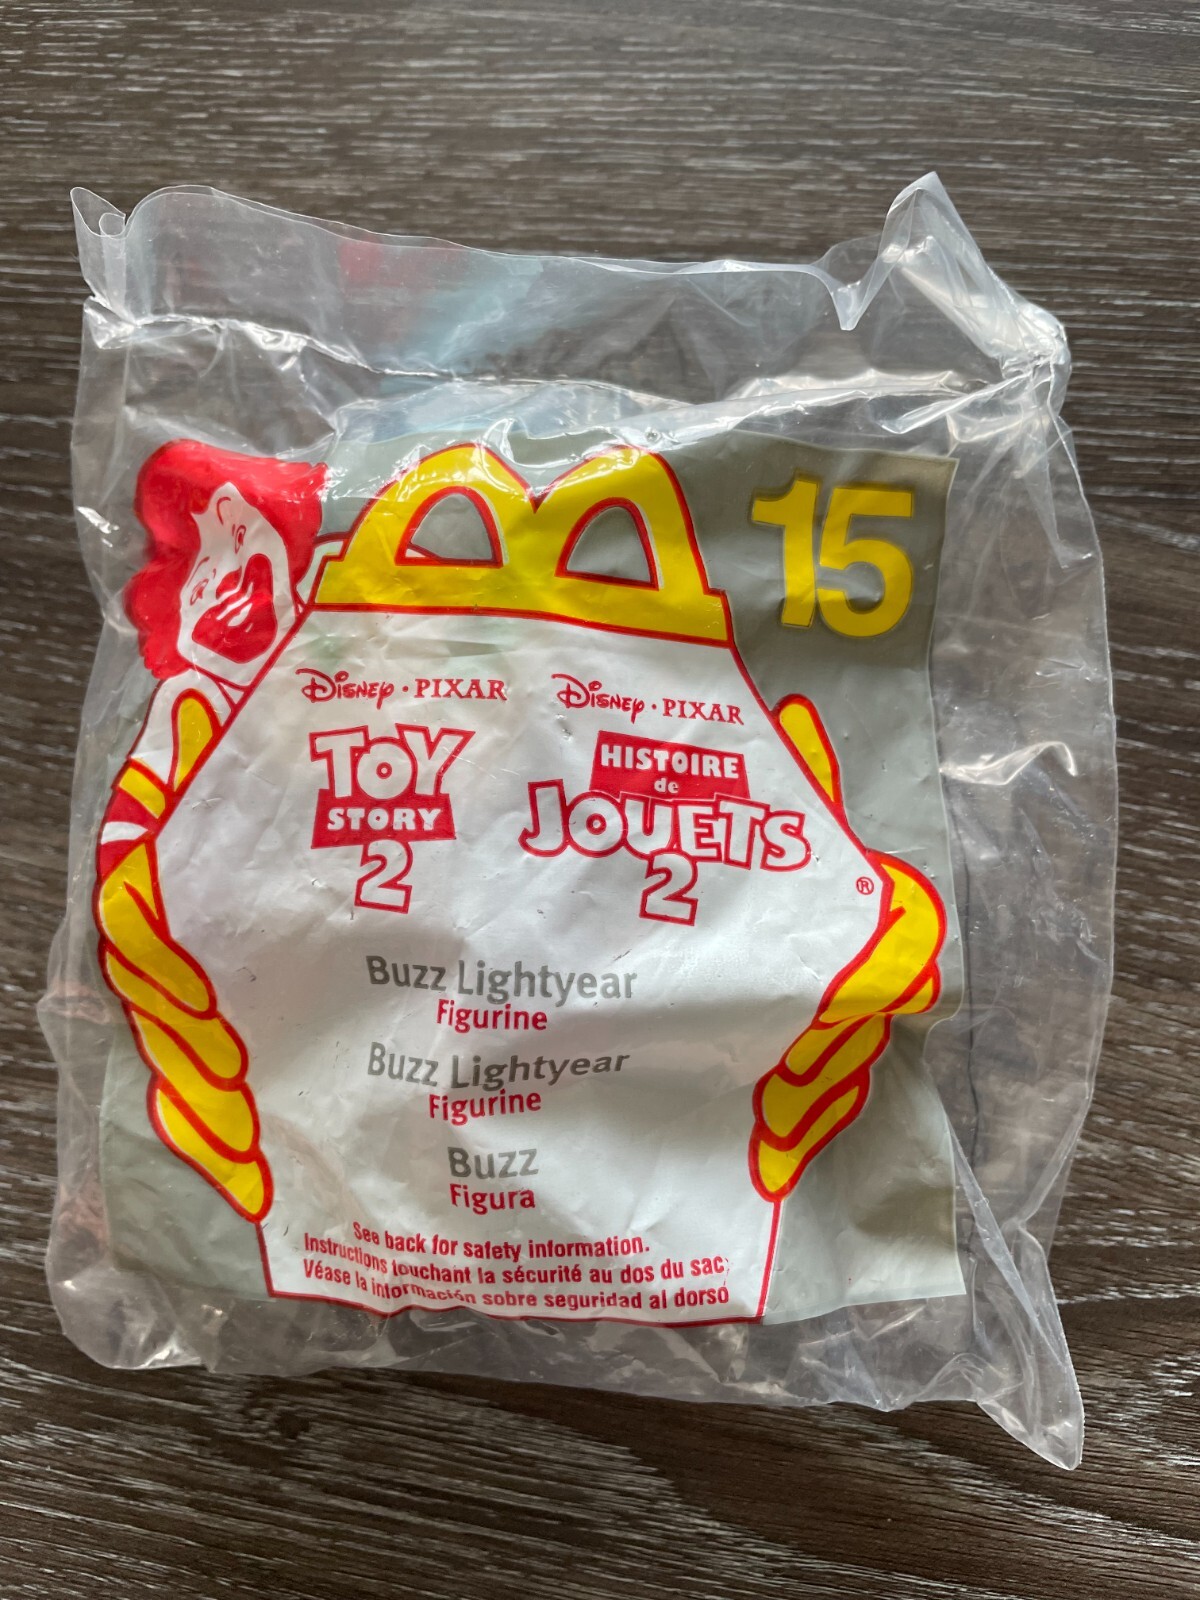 15
Disney · PIXAR
TOY
STORY
2
Disney · PIXAR
HISTOIRE
de
JOUETS
2
®
Buzz Lightyear
Figurine
Buzz Lightyear
Figurine
Buzz
Figura
See back for safety information.
Instructions touchant la sécurité au dos du sac.
Véase la información sobre seguridad al dorso